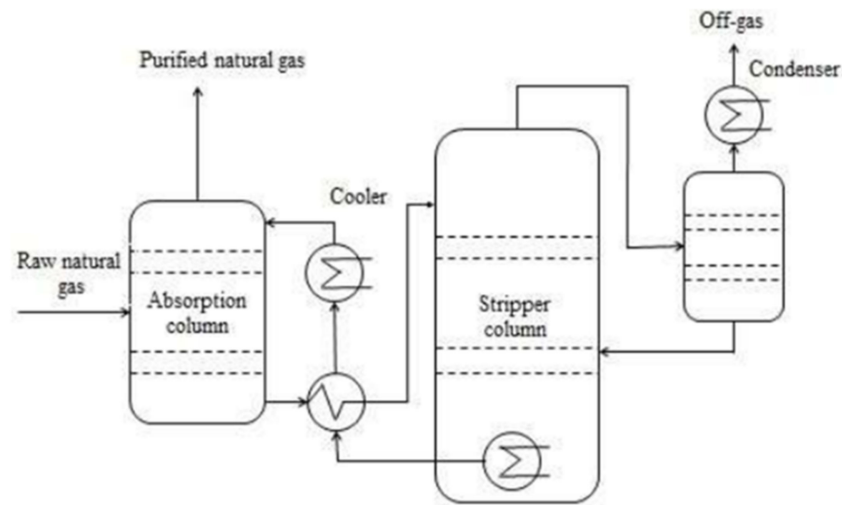 Off-gas
Purified natural gas
Condenser
Cooler
Raw natural
gas
Absorption
column
Stripper
column